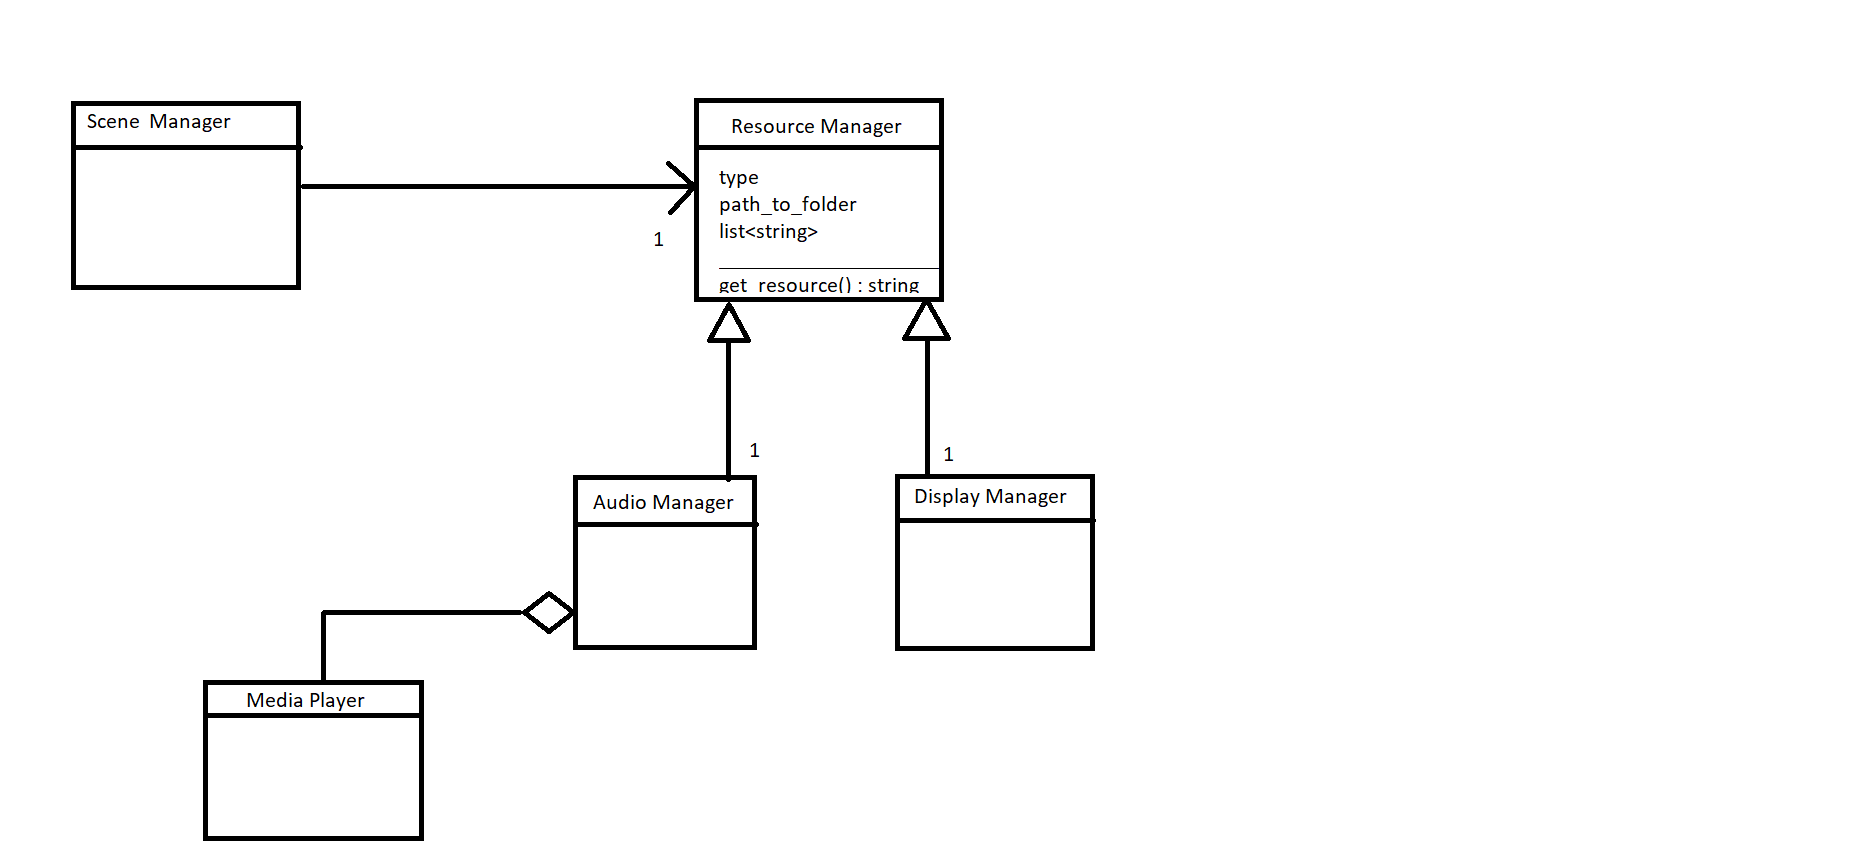 Scene Manager
Resource Manager
type
path_to_folder
list<string>
get_resource() : string
1
1
1
Audio Manager
Display Manager
Media Player